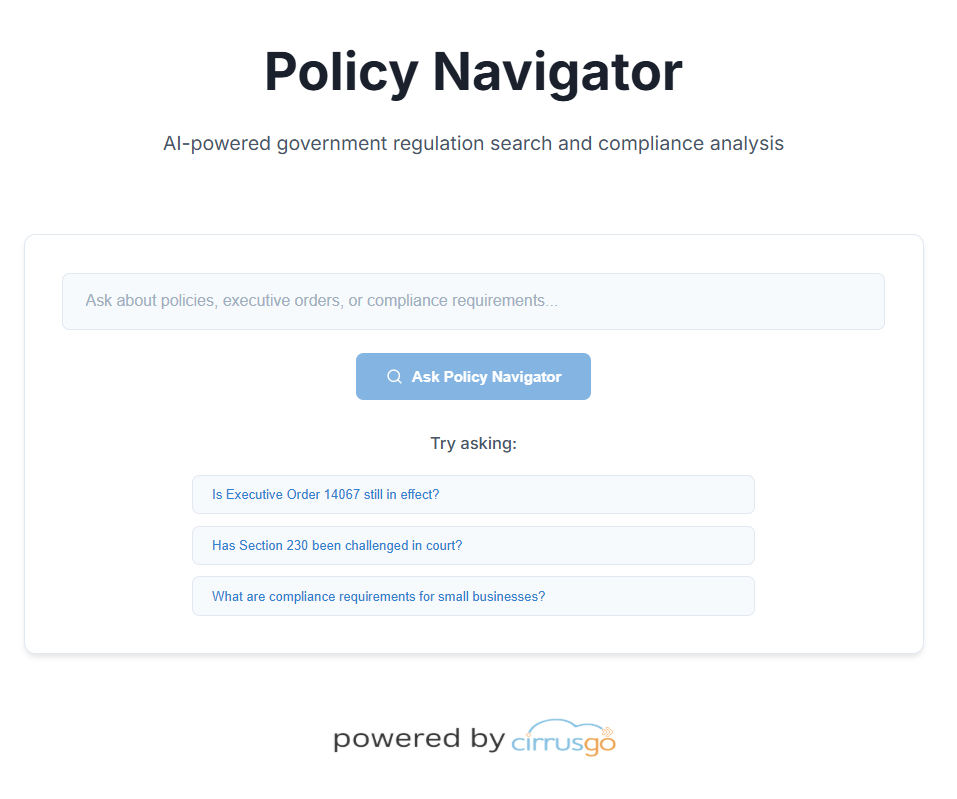 Policy Navigator
AI-powered government regulation search and compliance analysis
Ask about policies, executive orders, or compliance requirements...
Ask Policy Navigator
Try asking:
Is Executive Order 14067 still in effect?
Has Section 230 been challenged in court?
What are compliance requirements for small businesses?
powered by cirrusgo